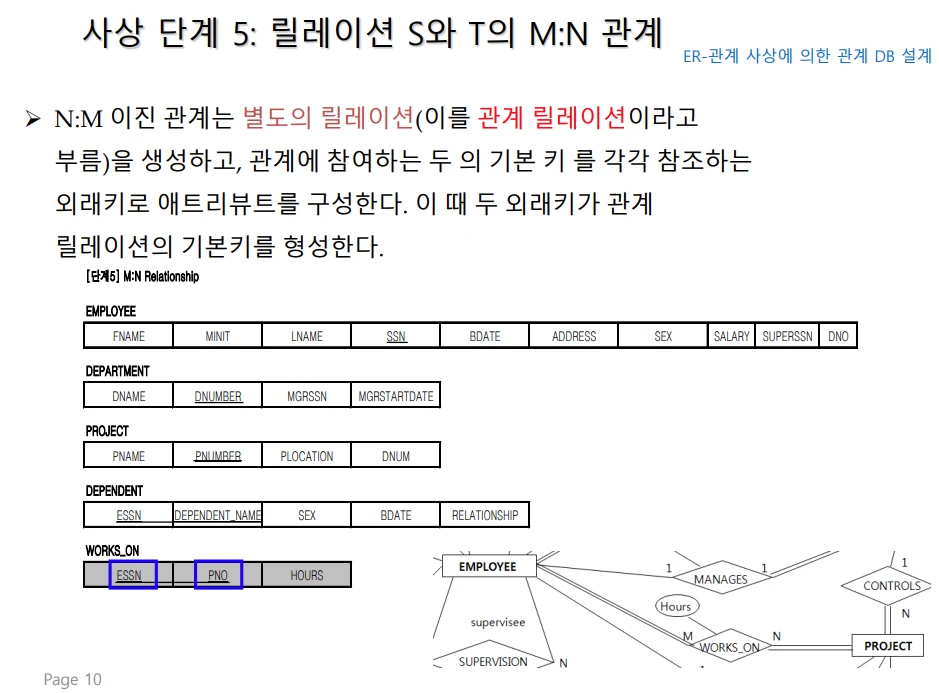 사상 단계 5: 릴레이션 S와 T의 M:N 관계
ER-관계 사상에 의한 관계 DB 설계
➢ N:M 이진 관계는 별도의 릴레이션(이를 관계 릴레이션이라고
부름)을 생성하고, 관계에 참여하는 두 의 기본 키 를 각각 참조하는
외래키로 애트리뷰트를 구성한다. 이 때 두 외래키가 관계
릴레이션의 기본키를 형성한다.
[단계5] M:N Relationship
EMPLOYEE
FNAME MINIT LNAME SSN BDATE ADDRESS SEX SALARY SUPERSSN DNO
DEPARTMENT
DNAME DNUMBER MGRSSN MGRSTARTDATE
PROJECT
PNAME PNUMBER PLOCATION DNUM
DEPENDENT
ESSN DEPENDENT_NAME SEX BDATE RELATIONSHIP
WORKS_ON
ESSN PNO HOURS
EMPLOYEE
1 MANAGES 1
1
CONTROLS
N
Hours
supervisee
M WORKS_ON N
PROJECT
SUPERVISION N
Page 10